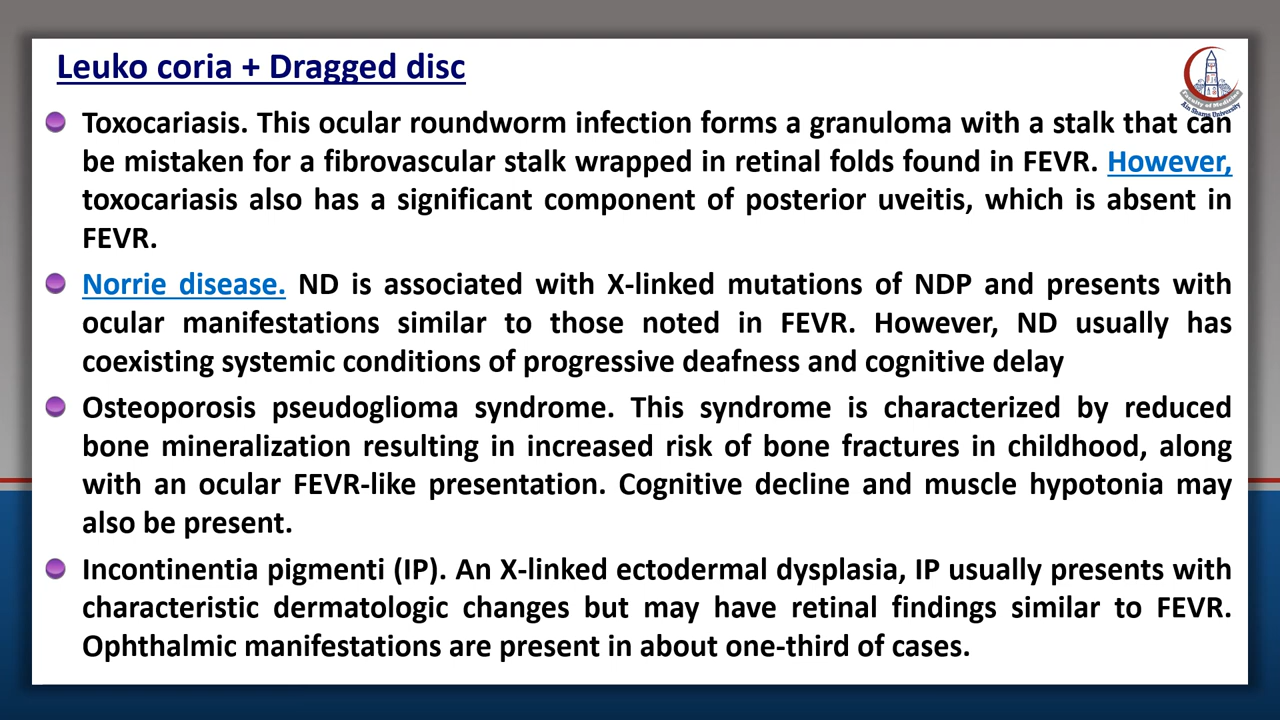 Leuko coria + Dragged disc
Toxocariasis. This ocular roundworm infection forms a granuloma with a stalk that can
be mistaken for a fibrovascular stalk wrapped in retinal folds found in FEVR. However,
toxocariasis also has a significant component of posterior uveitis, which is absent in
FEVR.
Norrie disease. ND is associated with X-linked mutations of NDP and presents with
ocular manifestations similar to those noted in FEVR. However, ND usually has
coexisting systemic conditions of progressive deafness and cognitive delay
Osteoporosis pseudoglioma syndrome. This syndrome is characterized by reduced
bone mineralization resulting in increased risk of bone fractures in childhood, along
with an ocular FEVR-like presentation. Cognitive decline and muscle hypotonia may
also be present.
Incontinentia pigmenti (IP). An X-linked ectodermal dysplasia, IP usually presents with
characteristic dermatologic changes but may have retinal findings similar to FEVR.
Ophthalmic manifestations are present in about one-third of cases.
Faculty of Medicine
Ain Shams University